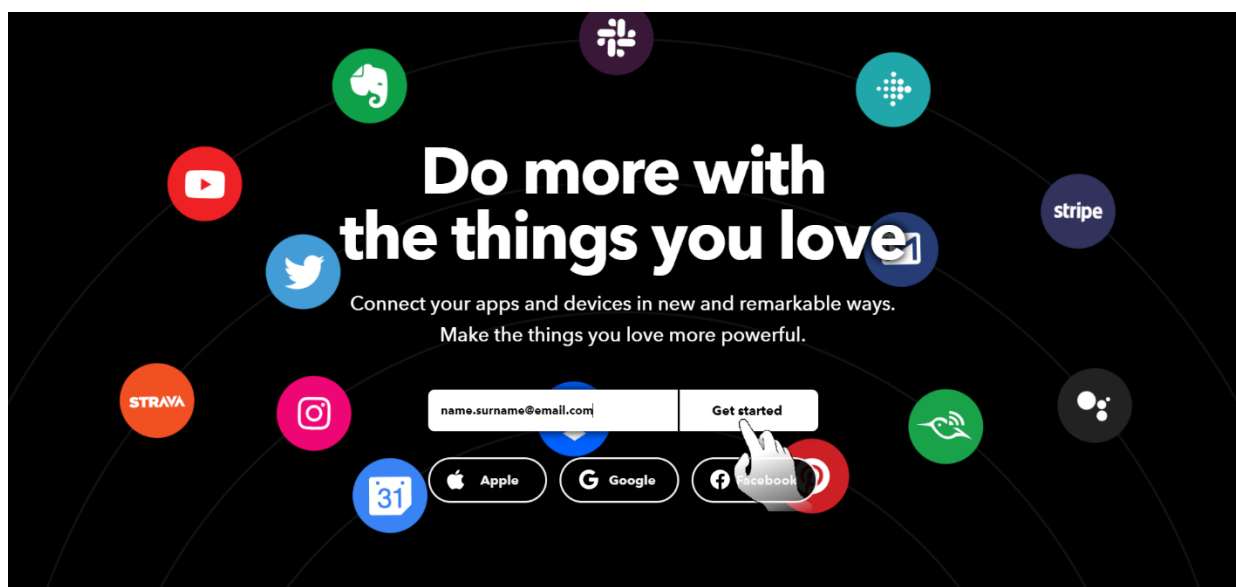 Do more with
the things you love
stripe
Connect your apps and devices in new and remarkable ways.
Make the things you love more powerful.
STRAVA
name.surname@email.com
Get started
31
Apple
Google
Facebook